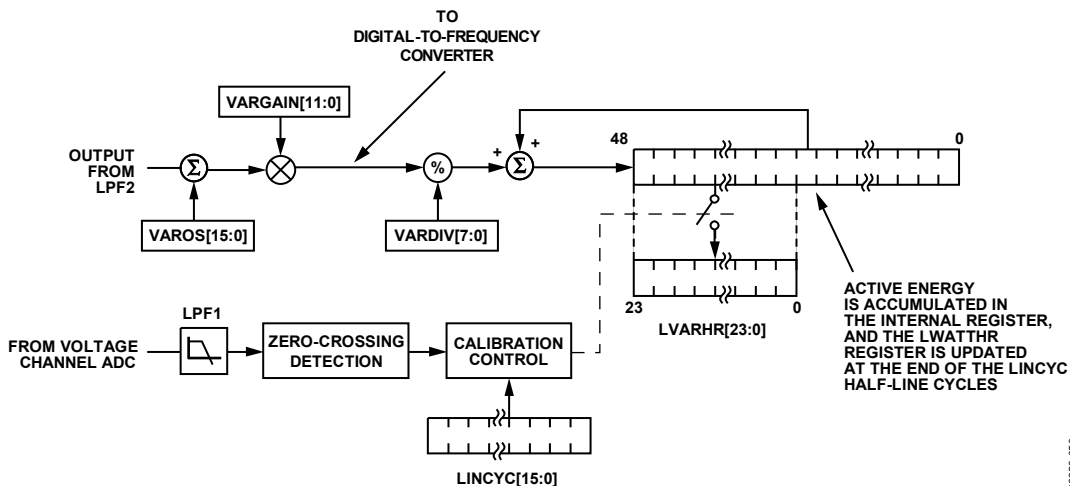 TO
DIGITAL-TO-FREQUENCY
CONVERTER
VARGAIN[11:0]
OUTPUT
FROM
LPF2
Σ
%
+
+
Σ
48
0
VAROS[15:0]
VARDIV[7:0]
23
0
LVARHR[23:0]
ACTIVE ENERGY
IS ACCUMULATED IN
THE INTERNAL REGISTER,
AND THE LWATTHR
REGISTER IS UPDATED
AT THE END OF THE LINCYC
HALF-LINE CYCLES
LPF1
FROM VOLTAGE
CHANNEL ADC
ZERO-CROSSING
DETECTION
CALIBRATION
CONTROL
LINCYC[15:0]